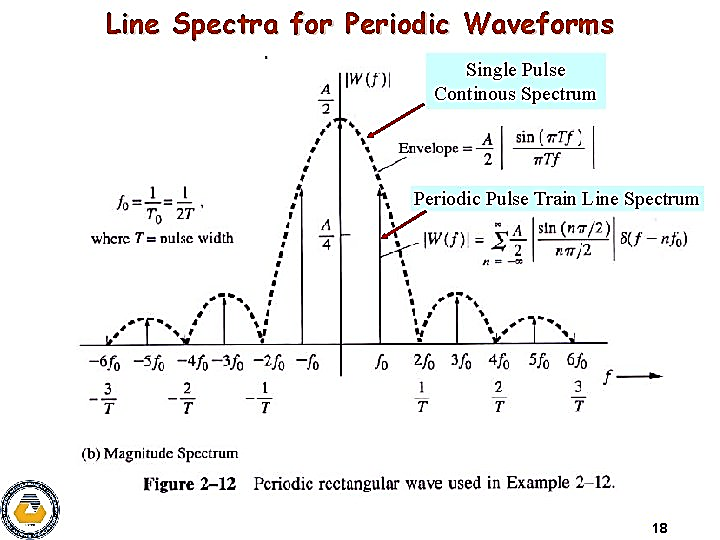 Line Spectra for Periodic Waveforms
Single Pulse
Continous Spectrum
|W(f)|
A/2
Envelope = A/2 | sin (πTf) / πTf |
f₀ = 1/T₀ = 1/2T ,
where T = pulse width
Periodic Pulse Train Line Spectrum
A/4
|W(f)| = ∞ Σ n = −∞ A/2 | sin (nπ/2) / nπ/2 | δ(f − nf₀)
−6f₀ −5f₀ −4f₀ −3f₀ −2f₀ −f₀ f₀ 2f₀ 3f₀ 4f₀ 5f₀ 6f₀ f
−3/T −2/T −1/T 1/T 2/T 3/T
(b) Magnitude Spectrum
Figure 2–12 Periodic rectangular wave used in Example 2–12.
18